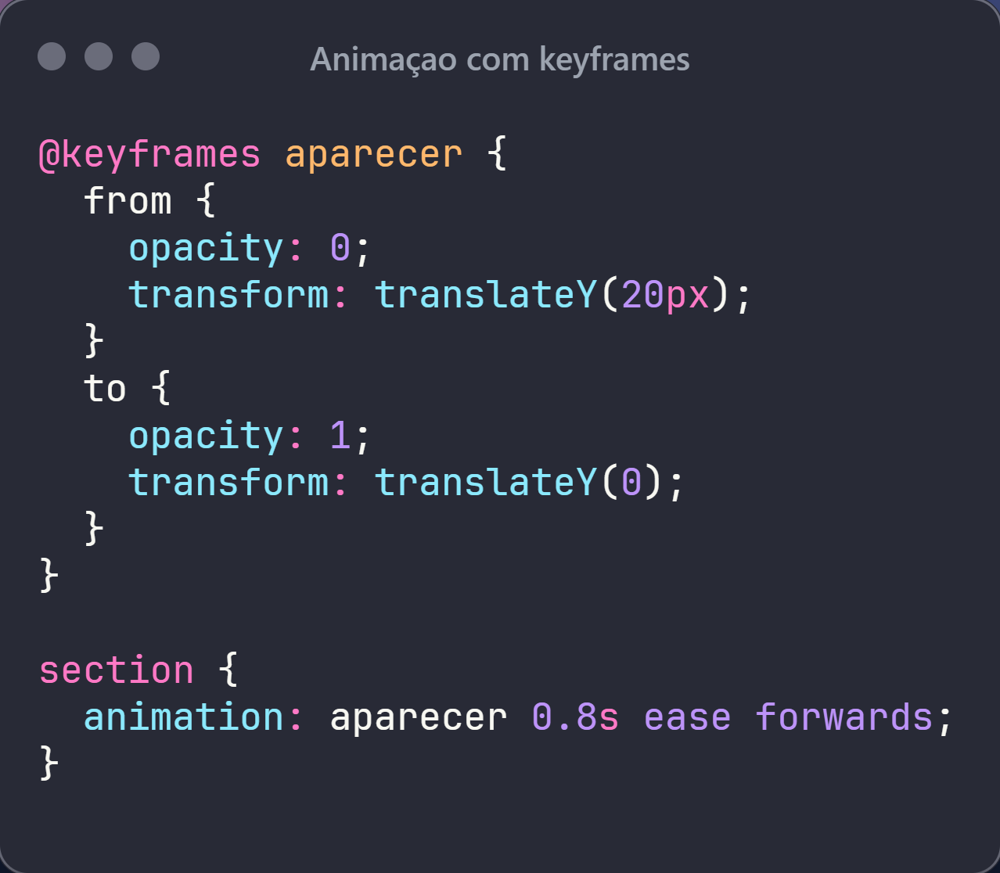 Animaçao com keyframes
@keyframes aparecer {
  from {
    opacity: 0;
    transform: translateY(20px);
  }
  to {
    opacity: 1;
    transform: translateY(0);
  }
}

section {
  animation: aparecer 0.8s ease forwards;
}